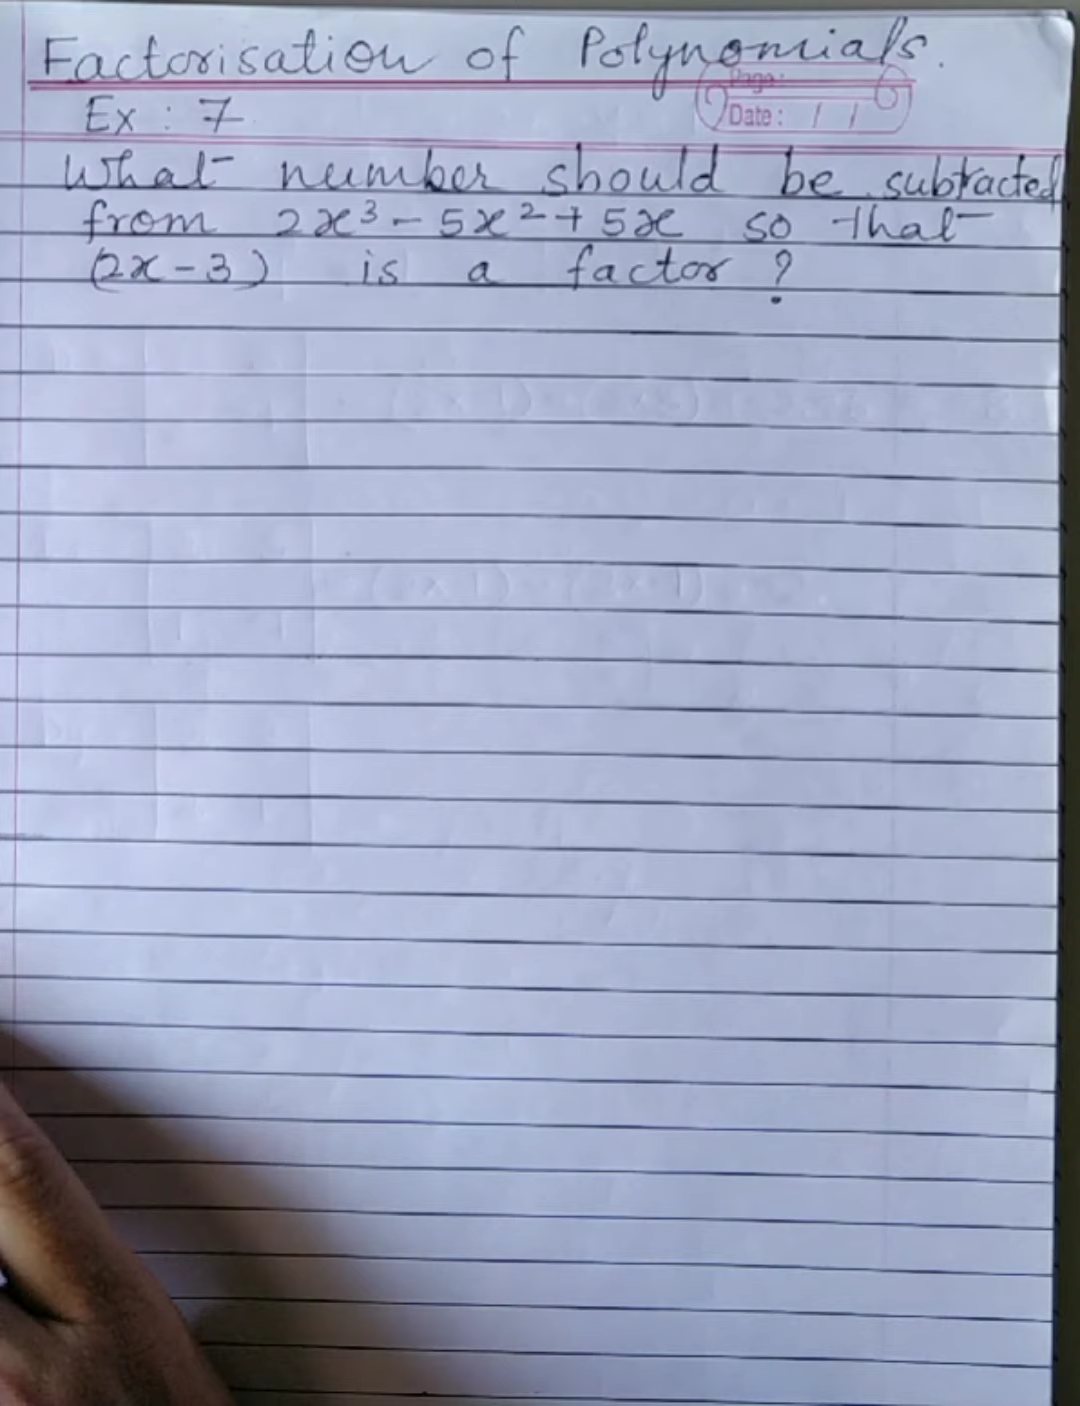 Factorisation of Polynomials.
Page:
Ex : 7
Date: / /
What number should be subtracted
from 2x³ - 5x² + 5x so that
(2x - 3) is a factor ?